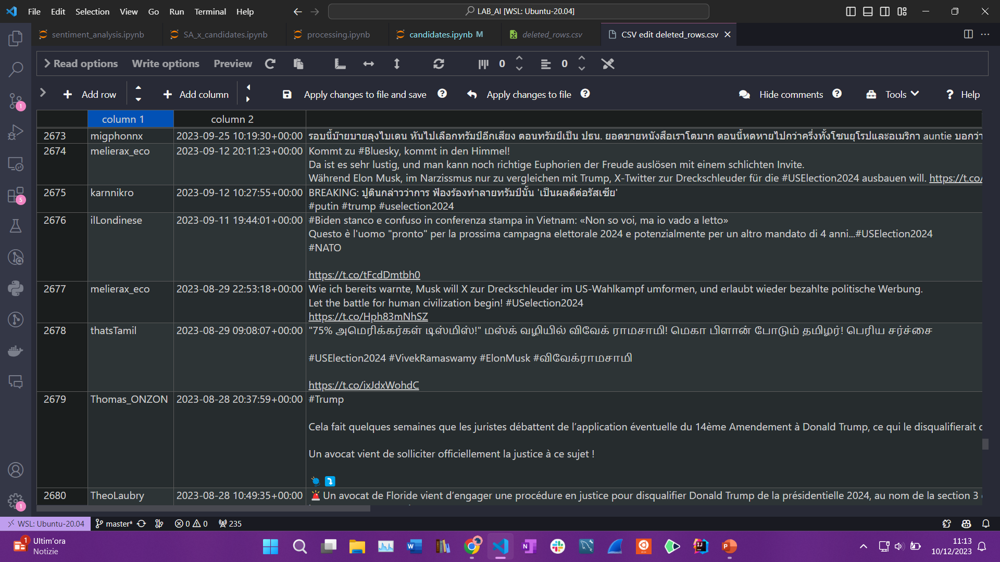 File Edit Selection View Go Run Terminal Help
LAB_AI [WSL: Ubuntu-20.04]
sentiment_analysis.ipynb
SA_x_candidates.ipynb
processing.ipynb
candidates.ipynb M
deleted_rows.csv
CSV edit deleted_rows.csv
Read options Write options Preview 0 0
Add row Add column Apply changes to file and save Apply changes to file Hide comments Tools Help
column 1 column 2
2673 migphonnx 2023-09-25 10:19:30+00:00 รอบนี้บ๊ายบายลุงไบเดน หันไปเลือกทรัมป์อีกเสียง ตอนทรัมป์เป็น ปธน. ยอดขายหนังสือเราโตมาก ตอนนี้หดหายไปกว่าครึ่งทั้งโซนยุโรปและอเมริกา auntie บอกว่า
2674 melierax_eco 2023-09-12 20:11:23+00:00 Kommt zu #Bluesky, kommt in den Himmel!
Da ist es sehr lustig, und man kann noch richtige Euphorien der Freude auslösen mit einem schlichten Invite.
Während Elon Musk, im Narzissmus nur zu vergleichen mit Trump, X-Twitter zur Dreckschleuder für die #USElection2024 ausbauen will. https://t.co/
2675 karnnikro 2023-09-12 10:27:55+00:00 BREAKING: ปูตินกล่าวว่าการ ฟ้องร้องทำลายทรัมป์นั้น 'เป็นผลดีต่อรัสเซีย'
#putin #trump #uselection2024
2676 ilLondinese 2023-09-11 19:44:01+00:00 #Biden stanco e confuso in conferenza stampa in Vietnam: «Non so voi, ma io vado a letto»
Questo è l'uomo "pronto" per la prossima campagna elettorale 2024 e potenzialmente per un altro mandato di 4 anni...#USElection2024
#NATO
https://t.co/tFcdDmtbh0
2677 melierax_eco 2023-08-29 22:53:18+00:00 Wie ich bereits warnte, Musk will X zur Dreckschleuder im US-Wahlkampf umformen, und erlaubt wieder bezahlte politische Werbung.
Let the battle for human civilization begin! #USelection2024
https://t.co/Hph83mNhSZ
2678 thatsTamil 2023-08-29 09:08:07+00:00 "75% அமெரிக்கர்கள் டிஸ்மிஸ்!" மஸ்க் வழியில் விவேக் ராமசாமி! மெகா பிளான் போடும் தமிழர்! பெரிய சர்ச்சை
#USElection2024 #VivekRamaswamy #ElonMusk #விவேக்ராமசாமி
https://t.co/ixJdxWohdC
2679 Thomas_ONZON 2023-08-28 20:37:59+00:00 #Trump
Cela fait quelques semaines que les juristes débattent de l’application éventuelle du 14ème Amendement à Donald Trump, ce qui le disqualifierait
Un avocat vient de solliciter officiellement la justice à ce sujet !
2680 TheoLaubry 2023-08-28 10:49:35+00:00 🚨Un avocat de Floride vient d’engager une procédure en justice pour disqualifier Donald Trump de la présidentielle 2024, au nom de la section 3
WSL: Ubuntu-20.04 master* 0 0 235
Ultim'ora
Notizie
11:13
10/12/2023